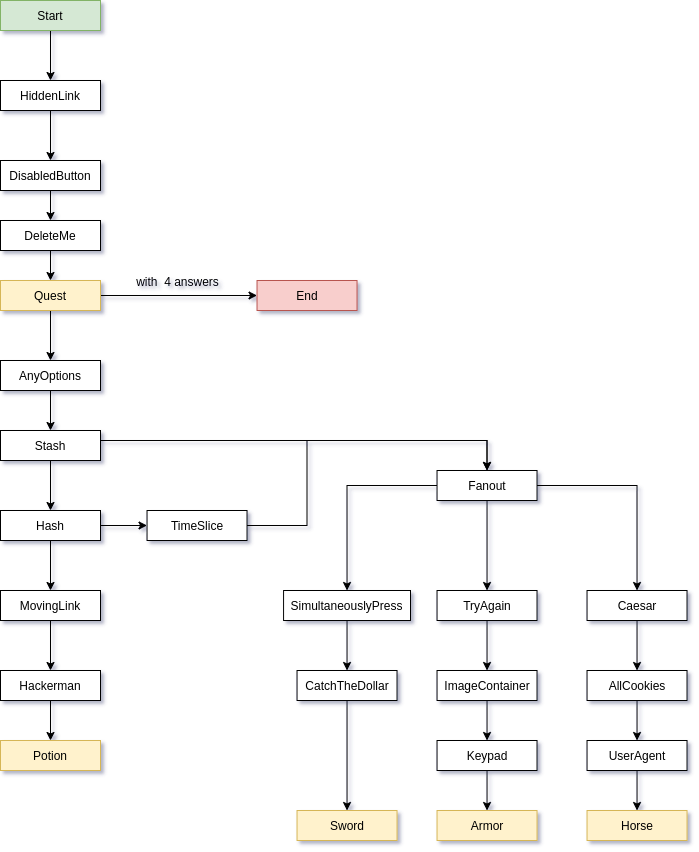 Start
HiddenLink
DisabledButton
DeleteMe
with 4 answers
Quest
End
AnyOptions
Stash
Fanout
Hash
TimeSlice
MovingLink
SimultaneouslyPress
TryAgain
Caesar
Hackerman
CatchTheDollar
ImageContainer
AllCookies
Potion
Keypad
UserAgent
Sword
Armor
Horse